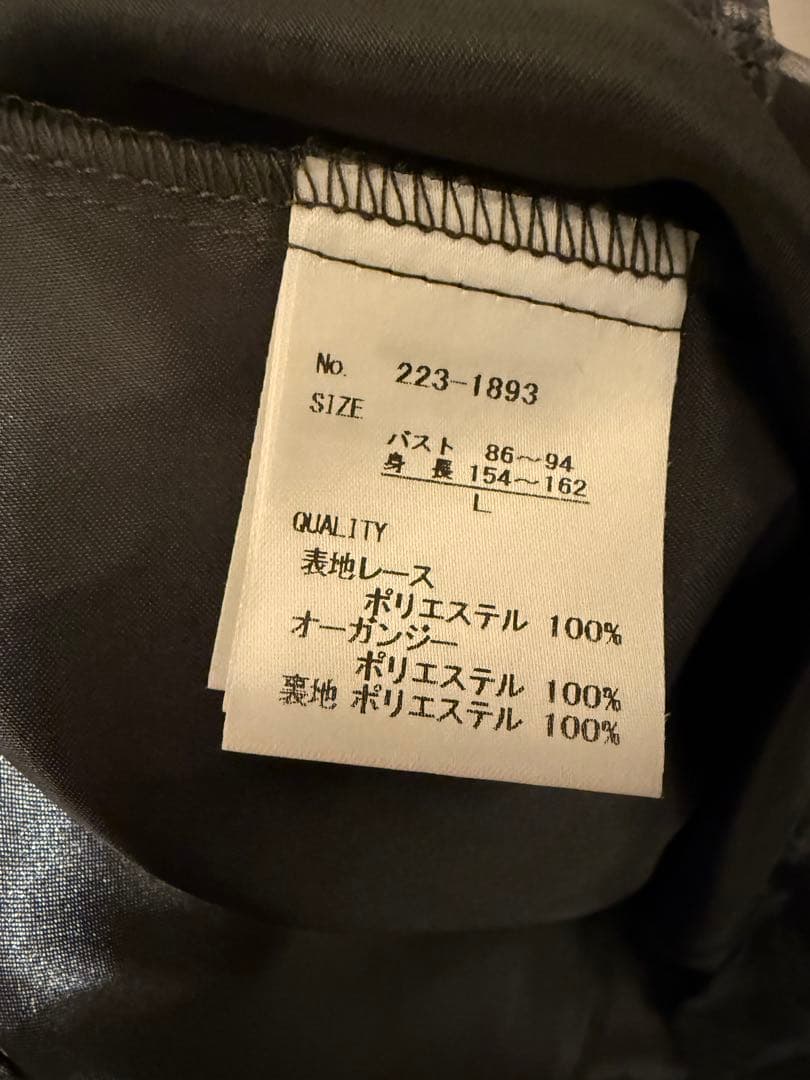 No. 223-1893
SIZE
バスト 86～94
身長 154～162
L
QUALITY
表地レース
ポリエステル 100%
オーガンジー
ポリエステル 100%
裏地 ポリエステル 100%